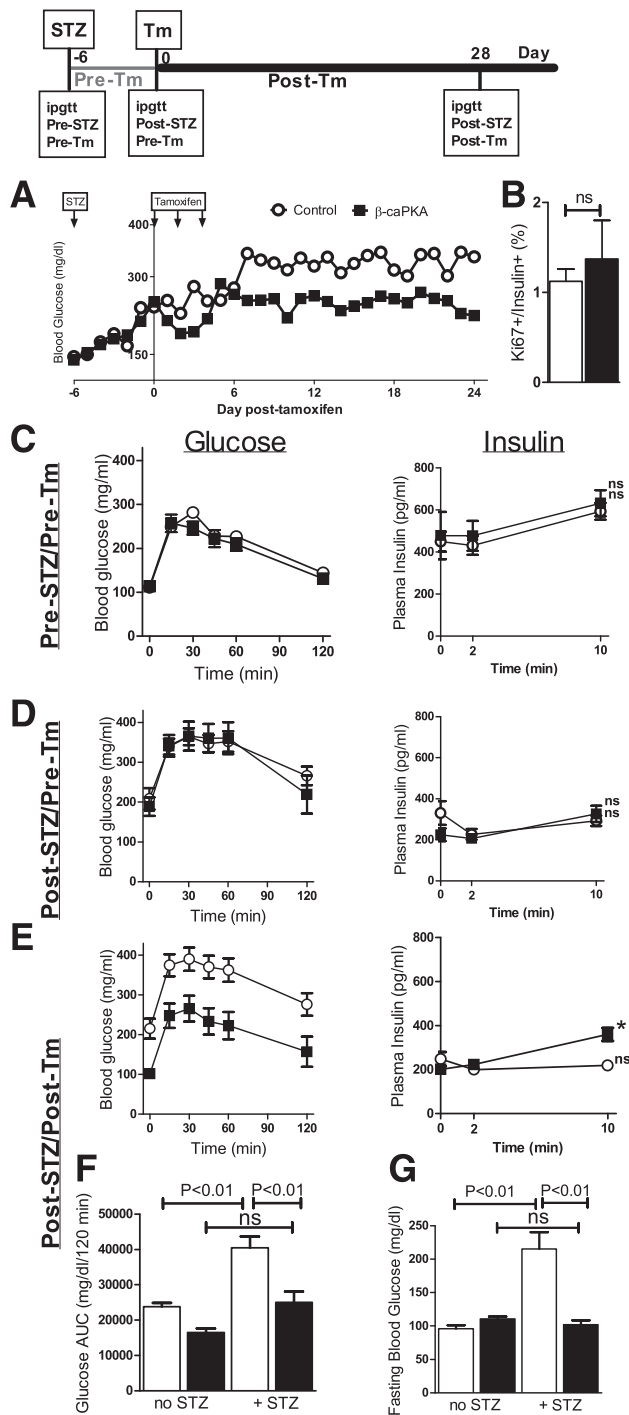 STZ
Tm
-6
0
28
Day
Pre-Tm
Post-Tm
ipgtt
Pre-STZ
Pre-Tm
ipgtt
Post-STZ
Pre-Tm
ipgtt
Post-STZ
Post-Tm
A
STZ
Tamoxifen
Control
β-caPKA
Blood Glucose (mg/dl)
400
300
150
-6
0
6
12
18
24
Day post-tamoxifen
B
ns
Ki67+/Insulin+ (%)
2
1
0
C
Pre-STZ/Pre-Tm
Glucose
Blood glucose (mg/ml)
400
300
200
100
0
0
30
60
90
120
Time (min)
Insulin
Plasma Insulin (pg/ml)
800
600
400
200
0
ns
ns
0
2
10
Time (min)
D
Post-STZ/Pre-Tm
Blood glucose (mg/ml)
400
300
200
100
0
0
30
60
90
120
Time (min)
Plasma Insulin (pg/ml)
800
600
400
200
0
ns
ns
0
2
10
Time (min)
E
Post-STZ/Post-Tm
Blood glucose (mg/ml)
400
300
200
100
0
0
30
60
90
120
Time (min)
Plasma Insulin (pg/ml)
800
600
400
200
0
*
ns
0
2
10
Time (min)
F
P<0.01
P<0.01
ns
Glucose AUC (mg/dl/120 min)
50000
40000
30000
20000
10000
0
no STZ
+ STZ
G
P<0.01
P<0.01
ns
Fasting Blood Glucose (mg/dl)
250
200
150
100
50
0
no STZ
+ STZ